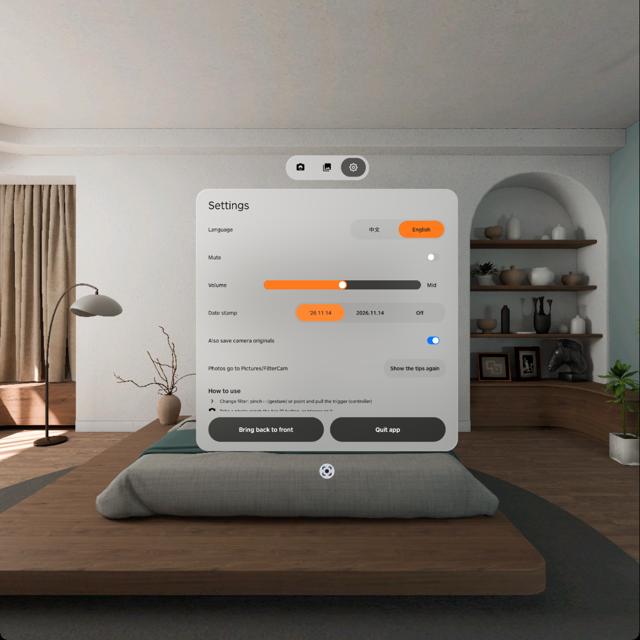 Settings
Language
中文
English
Mute
Volume
Mid
Date stamp
'26 11 14
2026.11.14
Off
Also save camera originals
Photos go to Pictures/FilterCam
Show the tips again
How to use
Change filter: pinch
(gesture) or point and pull the trigger (controller)
Bring back to front
Quit app